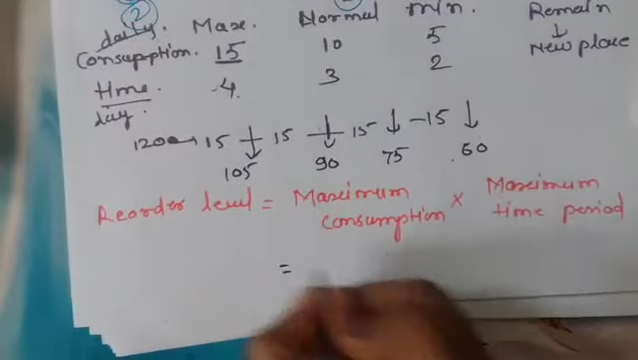 (2)
daily. Max. Normal min. Remain
Consumption. 15 10 5 ↓ New place
time. 4 3 2
day.
120 → 15 ↓ 15 ↓ 15 ↓ -15 ↓
105 90 75 60
Reorder level = Maximum consumption × Maximum time period
=